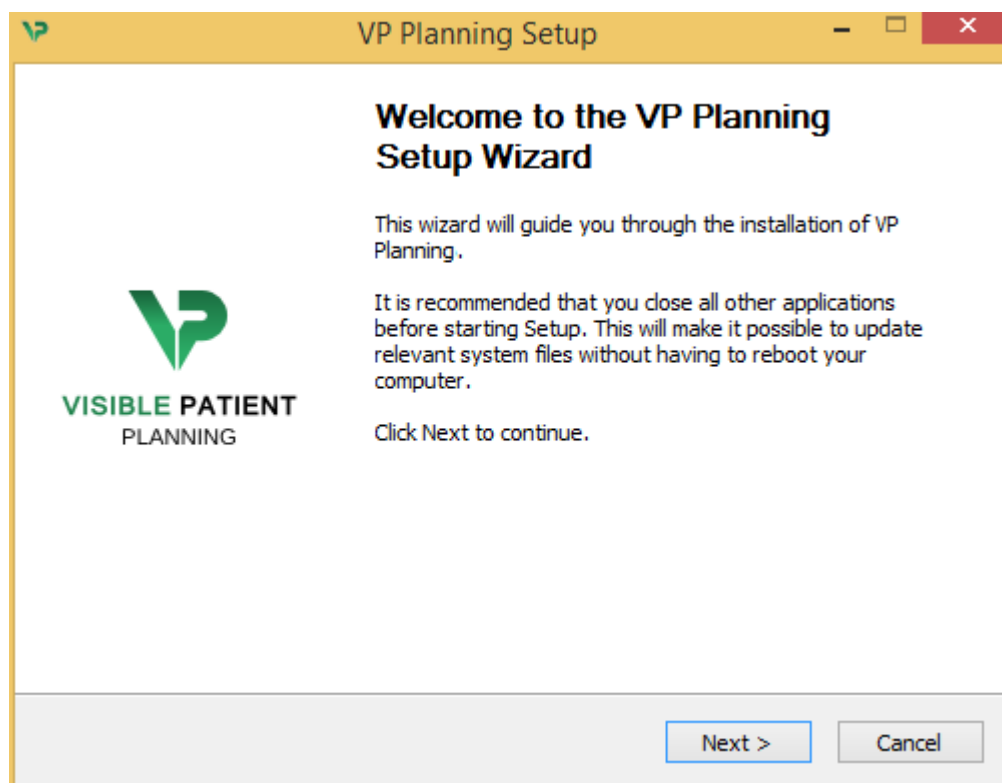 VP Planning Setup
Welcome to the VP Planning
Setup Wizard
This wizard will guide you through the installation of VP
Planning.
It is recommended that you close all other applications
before starting Setup. This will make it possible to update
relevant system files without having to reboot your
computer.
Click Next to continue.
VP
VISIBLE PATIENT
PLANNING
Next >
Cancel